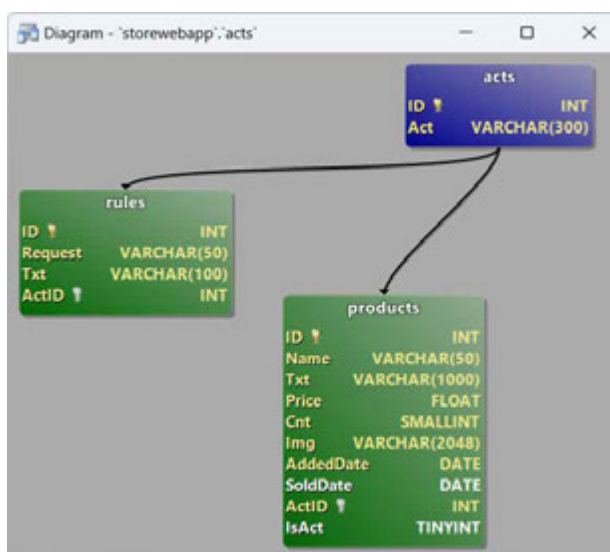 Diagram - `storewebapp`.`acts`
acts
ID INT
Act VARCHAR(300)
rules
ID INT
Request VARCHAR(50)
Txt VARCHAR(100)
ActID INT
products
ID INT
Name VARCHAR(50)
Txt VARCHAR(1000)
Price FLOAT
Cnt SMALLINT
Img VARCHAR(2048)
AddedDate DATE
SoldDate DATE
ActID INT
IsAct TINYINT